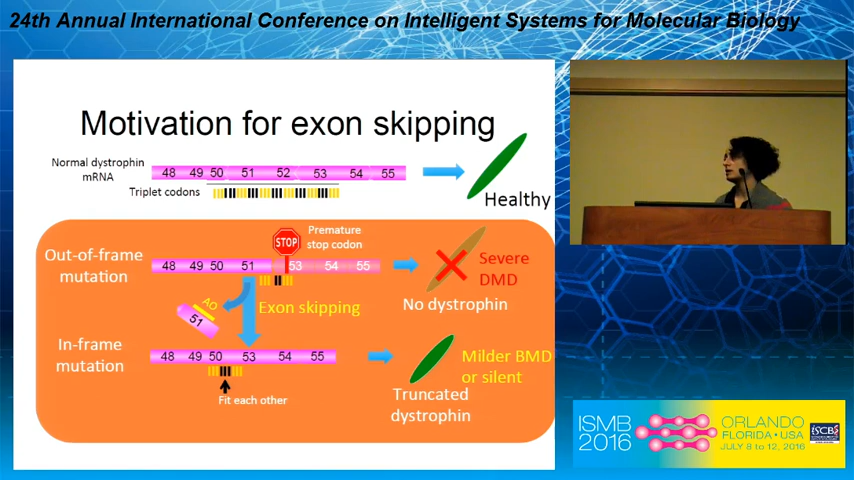 24th Annual International Conference on Intelligent Systems for Molecular Biology
Motivation for exon skipping
Normal dystrophin
mRNA
48 49 50 51 52 53 54 55
Triplet codons
Healthy
Premature
stop codon
STOP
Out-of-frame
mutation
48 49 50 51 53 54 55
Severe
DMD
No dystrophin
AO
51
Exon skipping
In-frame
mutation
48 49 50 53 54 55
Milder BMD
or silent
Fit each other
Truncated
dystrophin
ISMB
2016
ORLANDO
FLORIDA • USA
JULY 8 to 12, 2016
ISCB